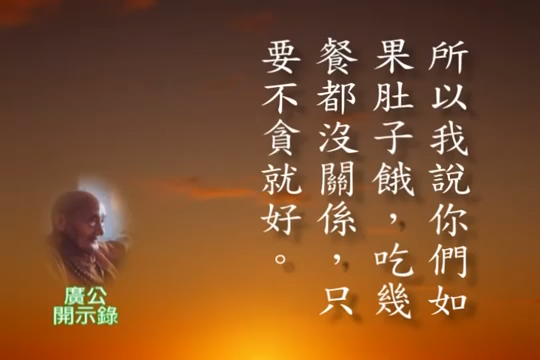 所以我說你們如
果肚子餓，吃幾
餐都沒關係，只
要不貪就好。
廣公
開示錄